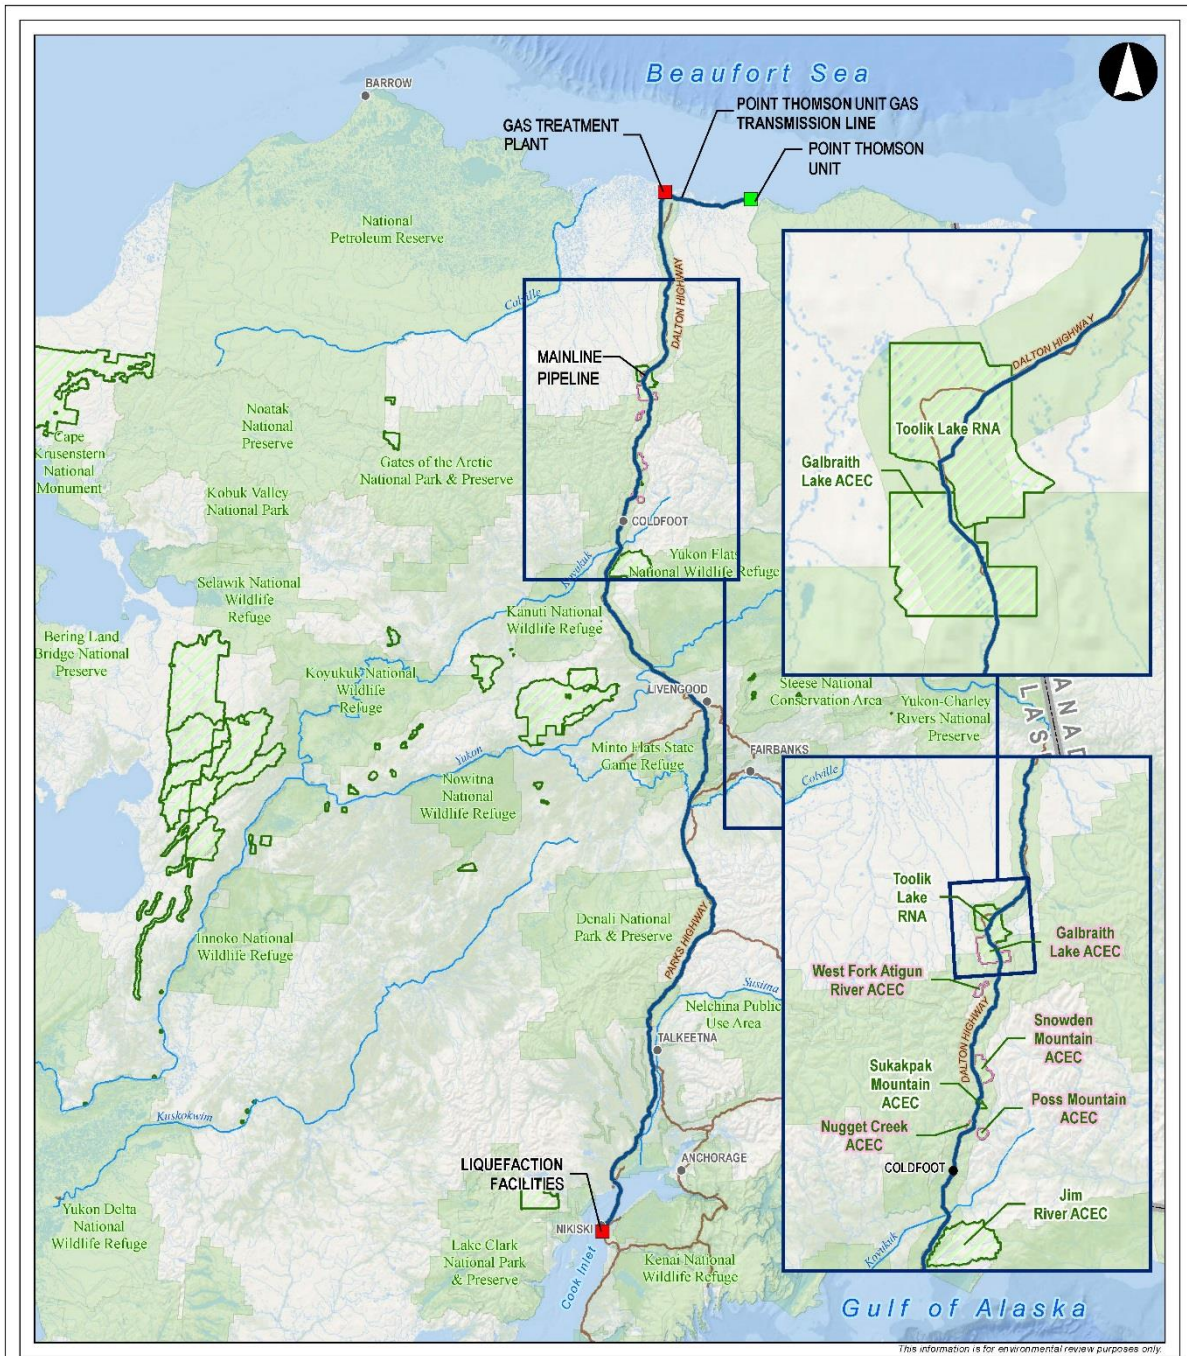 Beaufort Sea
BARROW
POINT THOMSON UNIT GAS
TRANSMISSION LINE
GAS TREATMENT
PLANT
POINT THOMSON
UNIT
National
Petroleum Reserve
Colville
DALTON HIGHWAY
MAINLINE
PIPELINE
Noatak
National
Preserve
Cape
Krusenstern
National
Monument
Gates of the Arctic
National Park & Preserve
Kobuk Valley
National Park
COLDFOOT
Koyukuk
Yukon Flats
National Wildlife Refuge
Selawik National
Wildlife
Refuge
Kanuti National
Wildlife Refuge
Bering Land
Bridge National
Preserve
Koyukuk National
Wildlife
Refuge
LIVENGOOD
Steese National
Conservation Area
Yukon-Charley
Rivers National
Preserve
ANAD
LAS
Yukon
Minto Flats State
Game Refuge
FAIRBANKS
Nowitna
National
Wildlife Refuge
Denali National
Park & Preserve
PARKS HIGHWAY
Innoko National
Wildlife Refuge
Susitna
Nelchina Public
Use Area
TALKEETNA
Kuskokwim
ANCHORAGE
LIQUEFACTION
FACILITIES
NIKISKI
Yukon Delta
National
Wildlife Refuge
Lake Clark
National Park
& Preserve
Cook Inlet
Kenai National
Wildlife Refuge
Gulf of Alaska
DALTON HIGHWAY
Toolik Lake RNA
Galbraith
Lake ACEC
Colville
Toolik
Lake
RNA
Galbraith
Lake ACEC
West Fork Atigun
River ACEC
DALTON HIGHWAY
Snowden
Mountain
ACEC
Sukakpak
Mountain
ACEC
Poss Mountain
ACEC
Nugget Creek
ACEC
COLDFOOT
Jim
River ACEC
Koyukuk
This information is for environmental review purposes only.